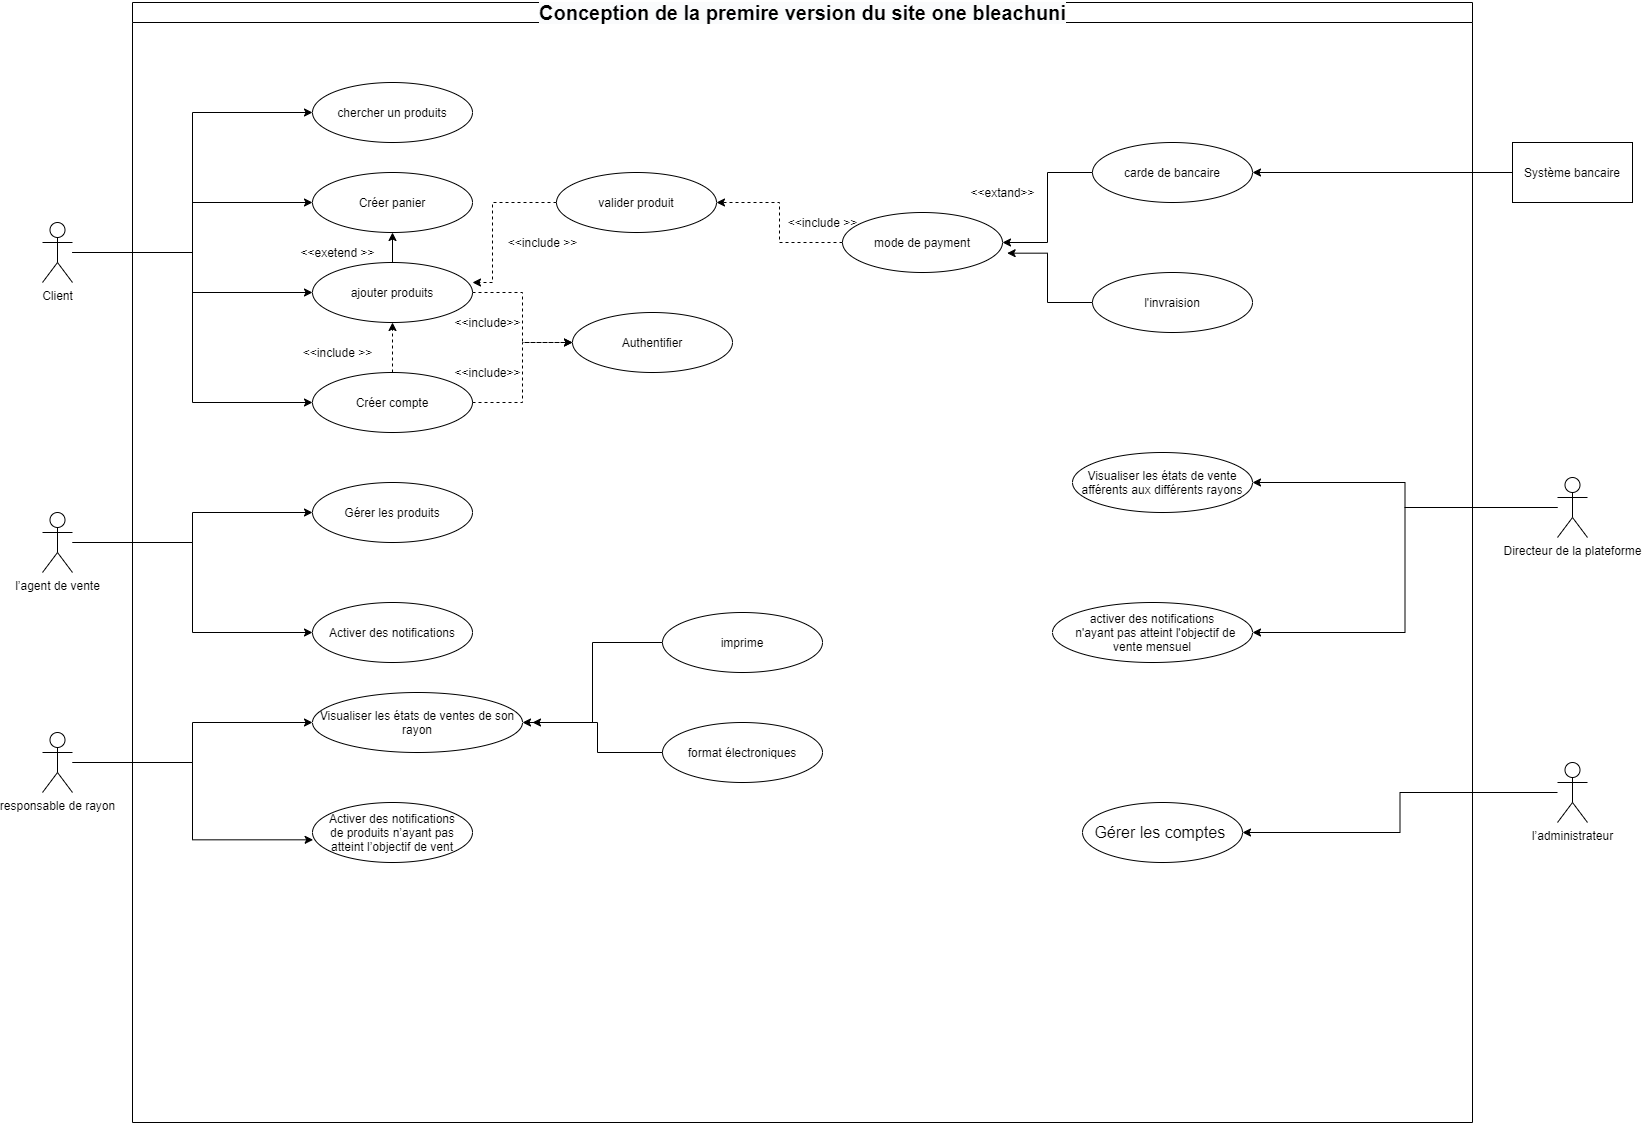 Conception de la premire version du site one bleachuni
chercher un produits
Créer panier
<<exetend >>
ajouter produits
<<include >>
Créer compte
<<include>>
<<include>>
Authentifier
valider produit
<<include >>
<<include >>
mode de payment
<<extand>>
carde de bancaire
l'invraision
Système bancaire
Client
Gérer les produits
Activer des notifications
l'agent de vente
Visualiser les états de vente
afférents aux différents rayons
activer des notifications
n'ayant pas atteint l'objectif de
vente mensuel
Directeur de la plateforme
Visualiser les états de ventes de son
rayon
imprime
format électroniques
responsable de rayon
Activer des notifications
de produits n'ayant pas
atteint l'objectif de vent
Gérer les comptes
l'administrateur